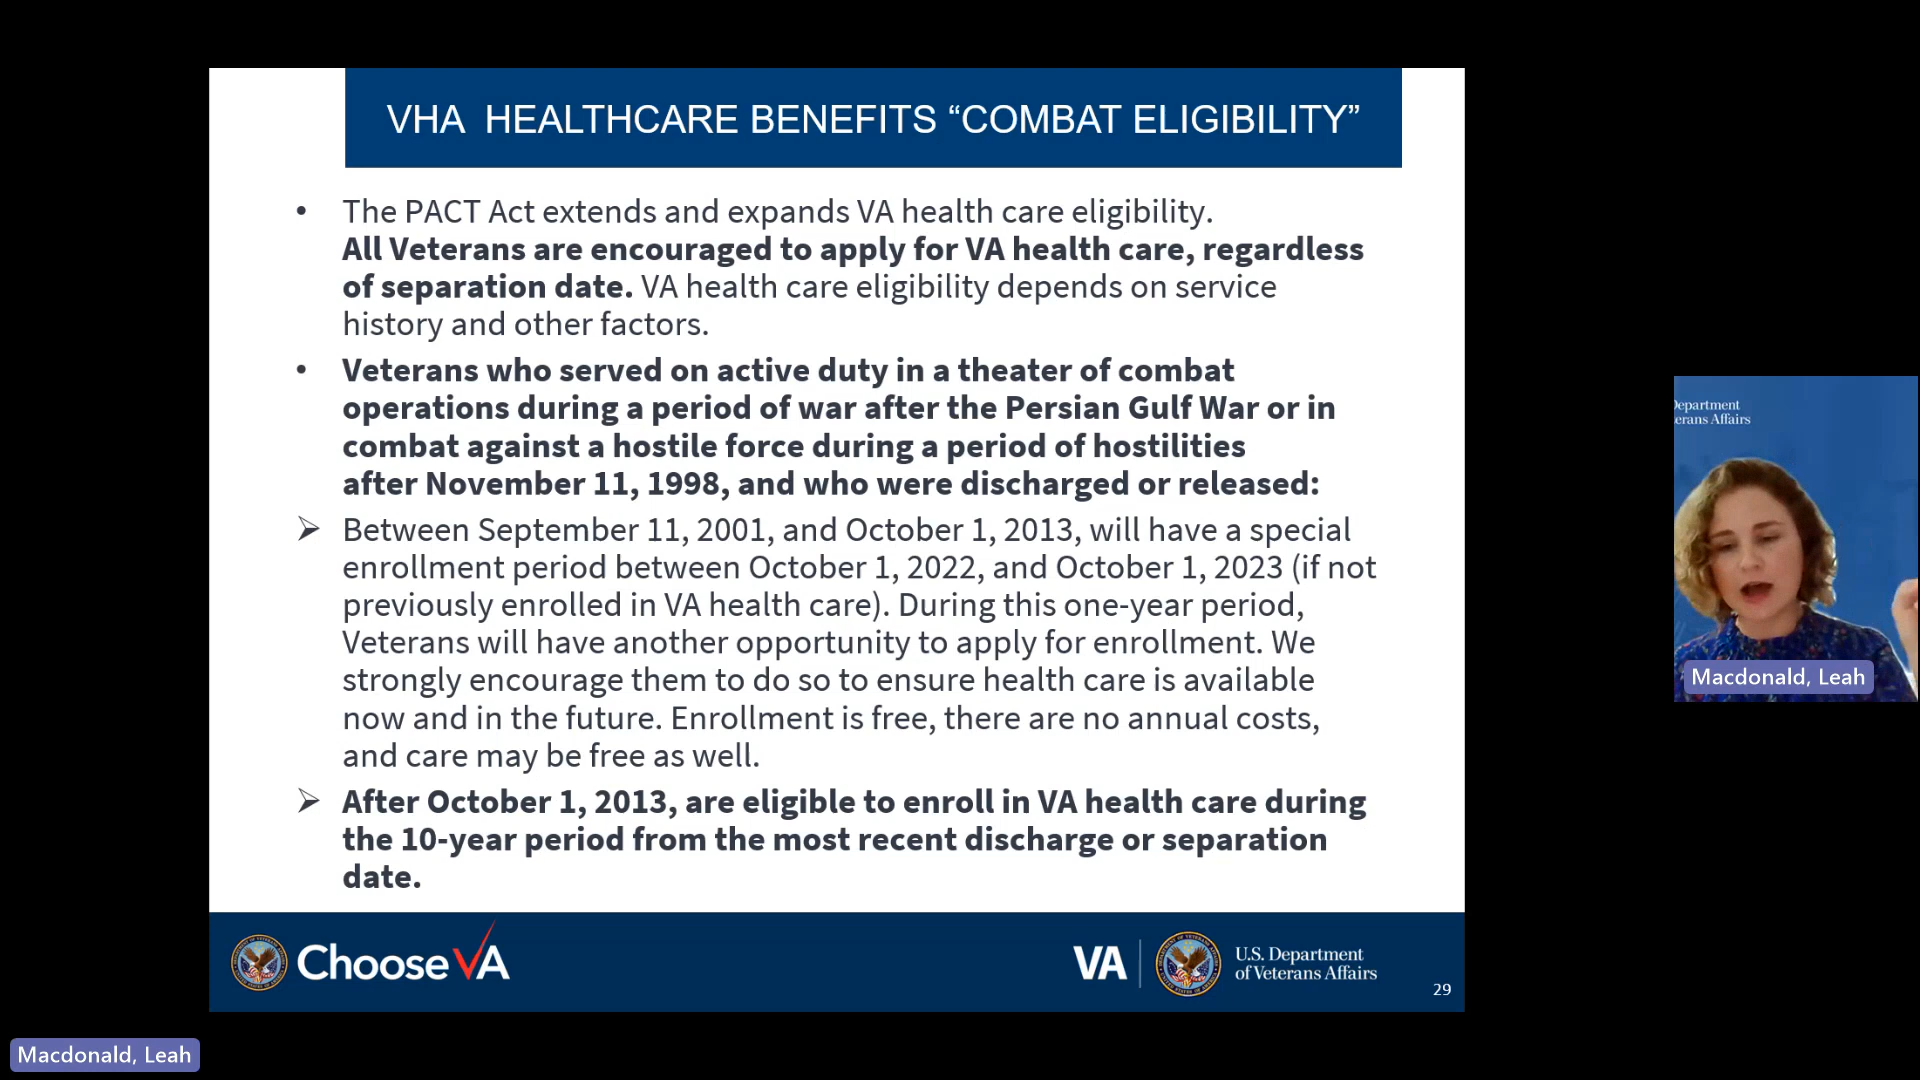 VHA HEALTHCARE BENEFITS “COMBAT ELIGIBILITY”
• The PACT Act extends and expands VA health care eligibility.
All Veterans are encouraged to apply for VA health care, regardless
of separation date. VA health care eligibility depends on service
history and other factors.
• Veterans who served on active duty in a theater of combat
operations during a period of war after the Persian Gulf War or in
combat against a hostile force during a period of hostilities
after November 11, 1998, and who were discharged or released:
➢ Between September 11, 2001, and October 1, 2013, will have a special
enrollment period between October 1, 2022, and October 1, 2023 (if not
previously enrolled in VA health care). During this one-year period,
Veterans will have another opportunity to apply for enrollment. We
strongly encourage them to do so to ensure health care is available
now and in the future. Enrollment is free, there are no annual costs,
and care may be free as well.
➢ After October 1, 2013, are eligible to enroll in VA health care during
the 10-year period from the most recent discharge or separation
date.
Choose VA
VA
U.S. Department
of Veterans Affairs
29
epartment
erans Affairs
Macdonald, Leah
Macdonald, Leah